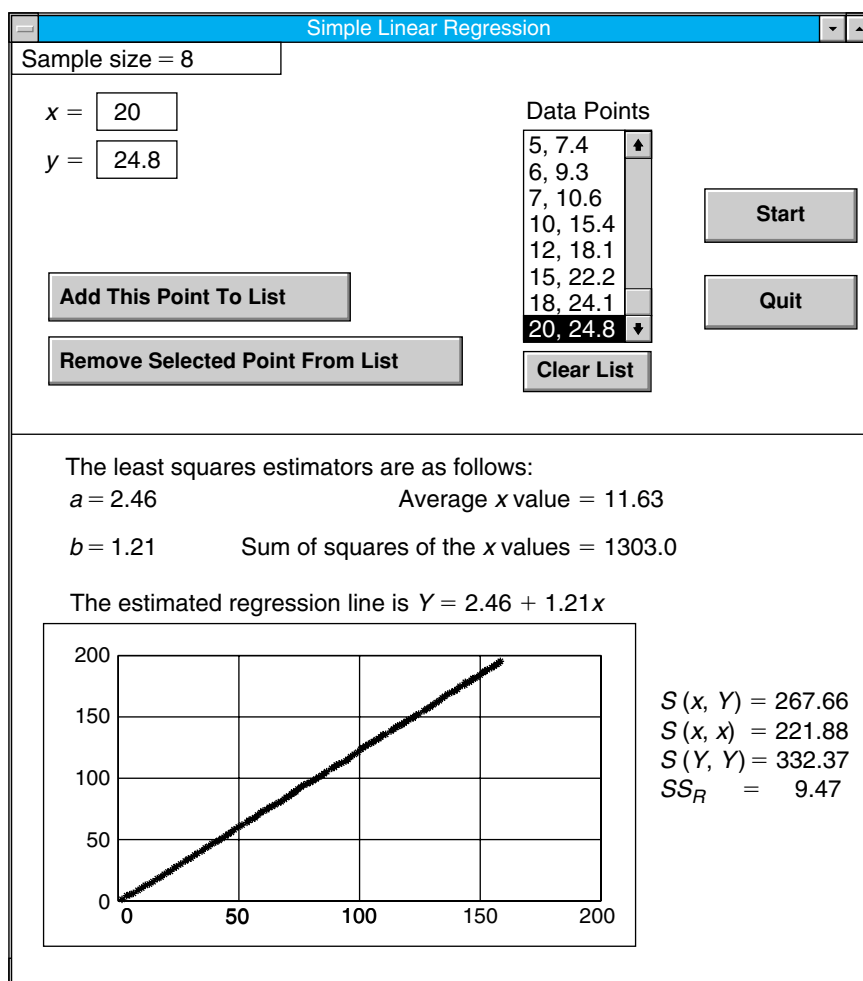 Simple Linear Regression
Sample size = 8
x = 20
y = 24.8
Data Points
5, 7.4
6, 9.3
7, 10.6
10, 15.4
12, 18.1
15, 22.2
18, 24.1
20, 24.8
Start
Quit
Add This Point To List
Remove Selected Point From List
Clear List
The least squares estimators are as follows:
a = 2.46 Average x value = 11.63
b = 1.21 Sum of squares of the x values = 1303.0
The estimated regression line is Y = 2.46 + 1.21x
200
150
100
50
0
0 50 100 150 200
S (x, Y) = 267.66
S (x, x) = 221.88
S (Y, Y) = 332.37
SS_R = 9.47